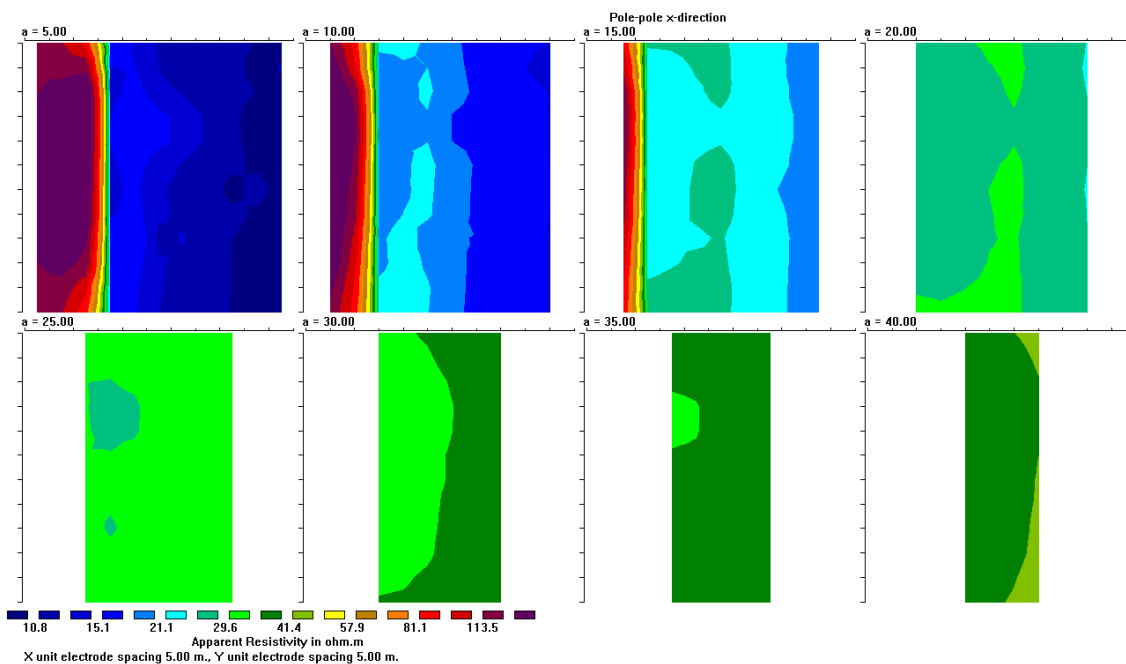 Pole-pole x-direction
a = 5.00 a = 10.00 a = 15.00 a = 20.00
a = 25.00 a = 30.00 a = 35.00 a = 40.00
10.8 15.1 21.1 29.6 41.4 57.9 81.1 113.5
Apparent Resistivity in ohm.m
X unit electrode spacing 5.00 m., Y unit electrode spacing 5.00 m.